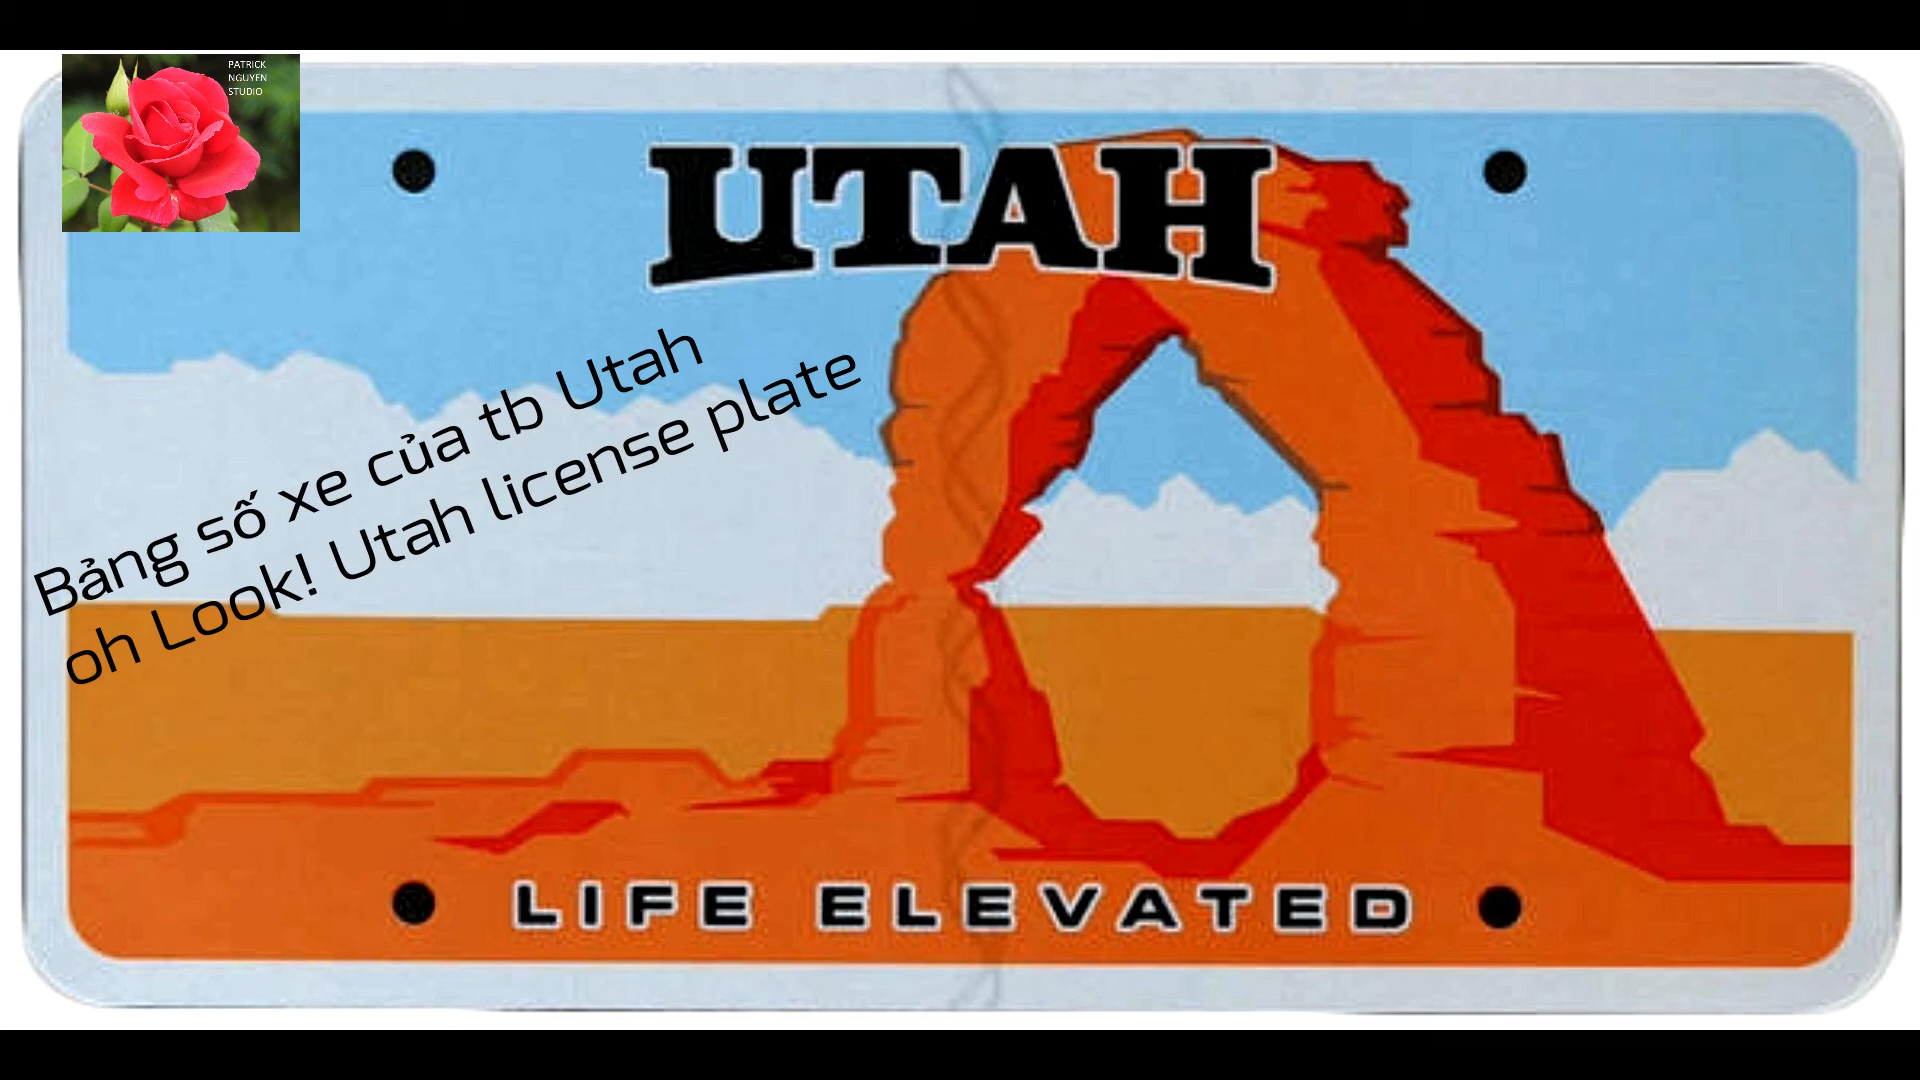 PATRICK
NGUYEN
STUDIO
UTAH
Bảng số xe của tb Utah
oh Look! Utah license plate
LIFE ELEVATED